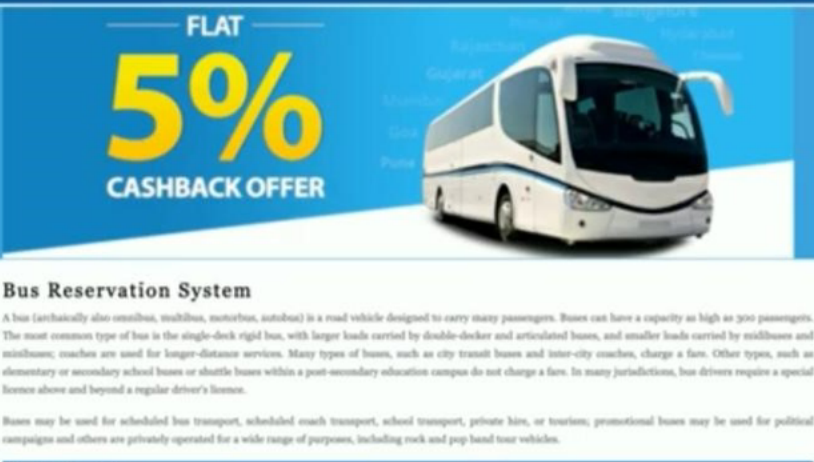 Bangalore
Hyderabad
Rajasthan
Gujarat
Mumbai
Goa
Pune
FLAT
5%
CASHBACK OFFER
Bus Reservation System
A bus (archaically also omnibus, multibus, motorbus, autobus) is a road vehicle designed to carry many passengers. Buses can have a capacity as high as 300 passengers.
The most common type of bus is the single-deck rigid bus, with larger loads carried by double-decker and articulated buses, and smaller loads carried by midibuses and
minibuses; coaches are used for longer-distance services. Many types of buses, such as city transit buses and inter-city coaches, charge a fare. Other types, such as
elementary or secondary school buses or shuttle buses within a post-secondary education campus do not charge a fare. In many jurisdictions, bus drivers require a special
licence above and beyond a regular driver's licence.
Buses may be used for scheduled bus transport, scheduled coach transport, school transport, private hire, or tourism; promotional buses may be used for political
campaigns and others are privately operated for a wide range of purposes, including rock and pop band tour vehicles.